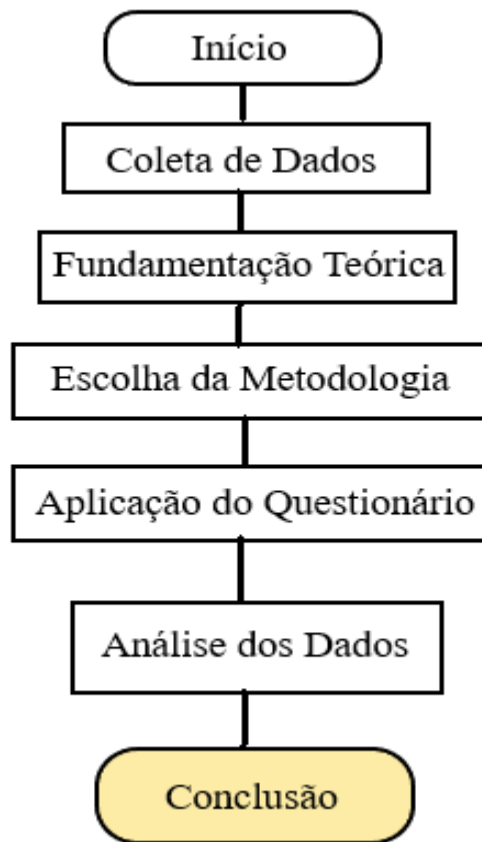 Início
Coleta de Dados
Fundamentação Teórica
Escolha da Metodologia
Aplicação do Questionário
Análise dos Dados
Conclusão